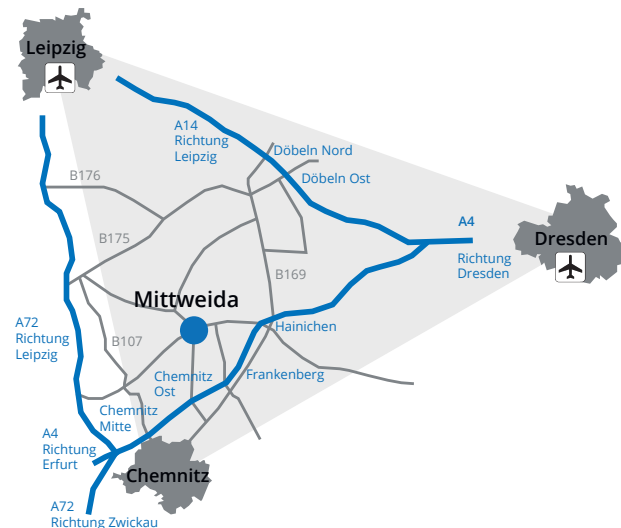 Leipzig
A14
Richtung
Leipzig
Döbeln Nord
Döbeln Ost
B176
A4
Dresden
B175
Richtung
Dresden
B169
Mittweida
A72
Richtung
Leipzig
Hainichen
B107
Chemnitz
Ost
Frankenberg
Chemnitz
Mitte
A4
Richtung
Erfurt
Chemnitz
A72
Richtung Zwickau